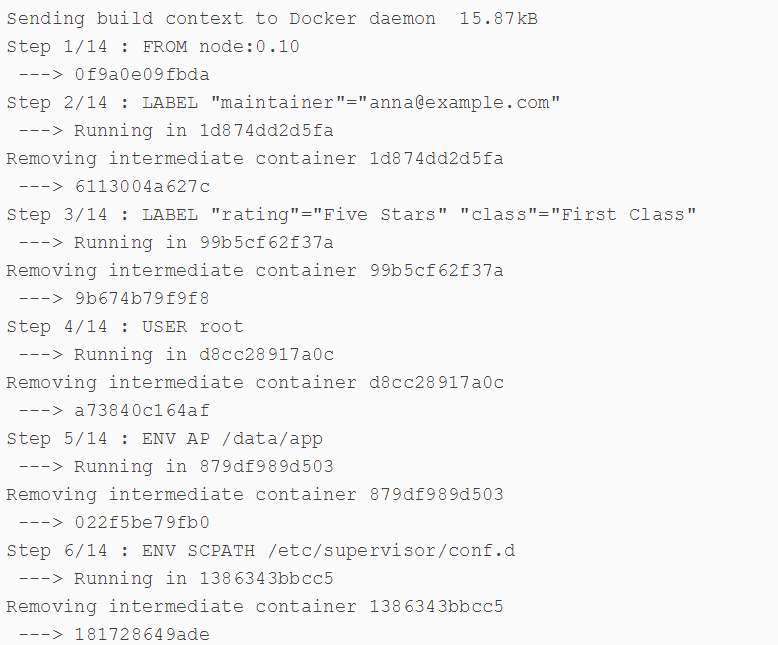 Sending build context to Docker daemon  15.87kB
Step 1/14 : FROM node:0.10
 ---> 0f9a0e09fbda
Step 2/14 : LABEL "maintainer"="anna@example.com"
 ---> Running in 1d874dd2d5fa
Removing intermediate container 1d874dd2d5fa
 ---> 6113004a627c
Step 3/14 : LABEL "rating"="Five Stars" "class"="First Class"
 ---> Running in 99b5cf62f37a
Removing intermediate container 99b5cf62f37a
 ---> 9b674b79f9f8
Step 4/14 : USER root
 ---> Running in d8cc28917a0c
Removing intermediate container d8cc28917a0c
 ---> a73840c164af
Step 5/14 : ENV AP /data/app
 ---> Running in 879df989d503
Removing intermediate container 879df989d503
 ---> 022f5be79fb0
Step 6/14 : ENV SCPATH /etc/supervisor/conf.d
 ---> Running in 1386343bbcc5
Removing intermediate container 1386343bbcc5
 ---> 181728649ade